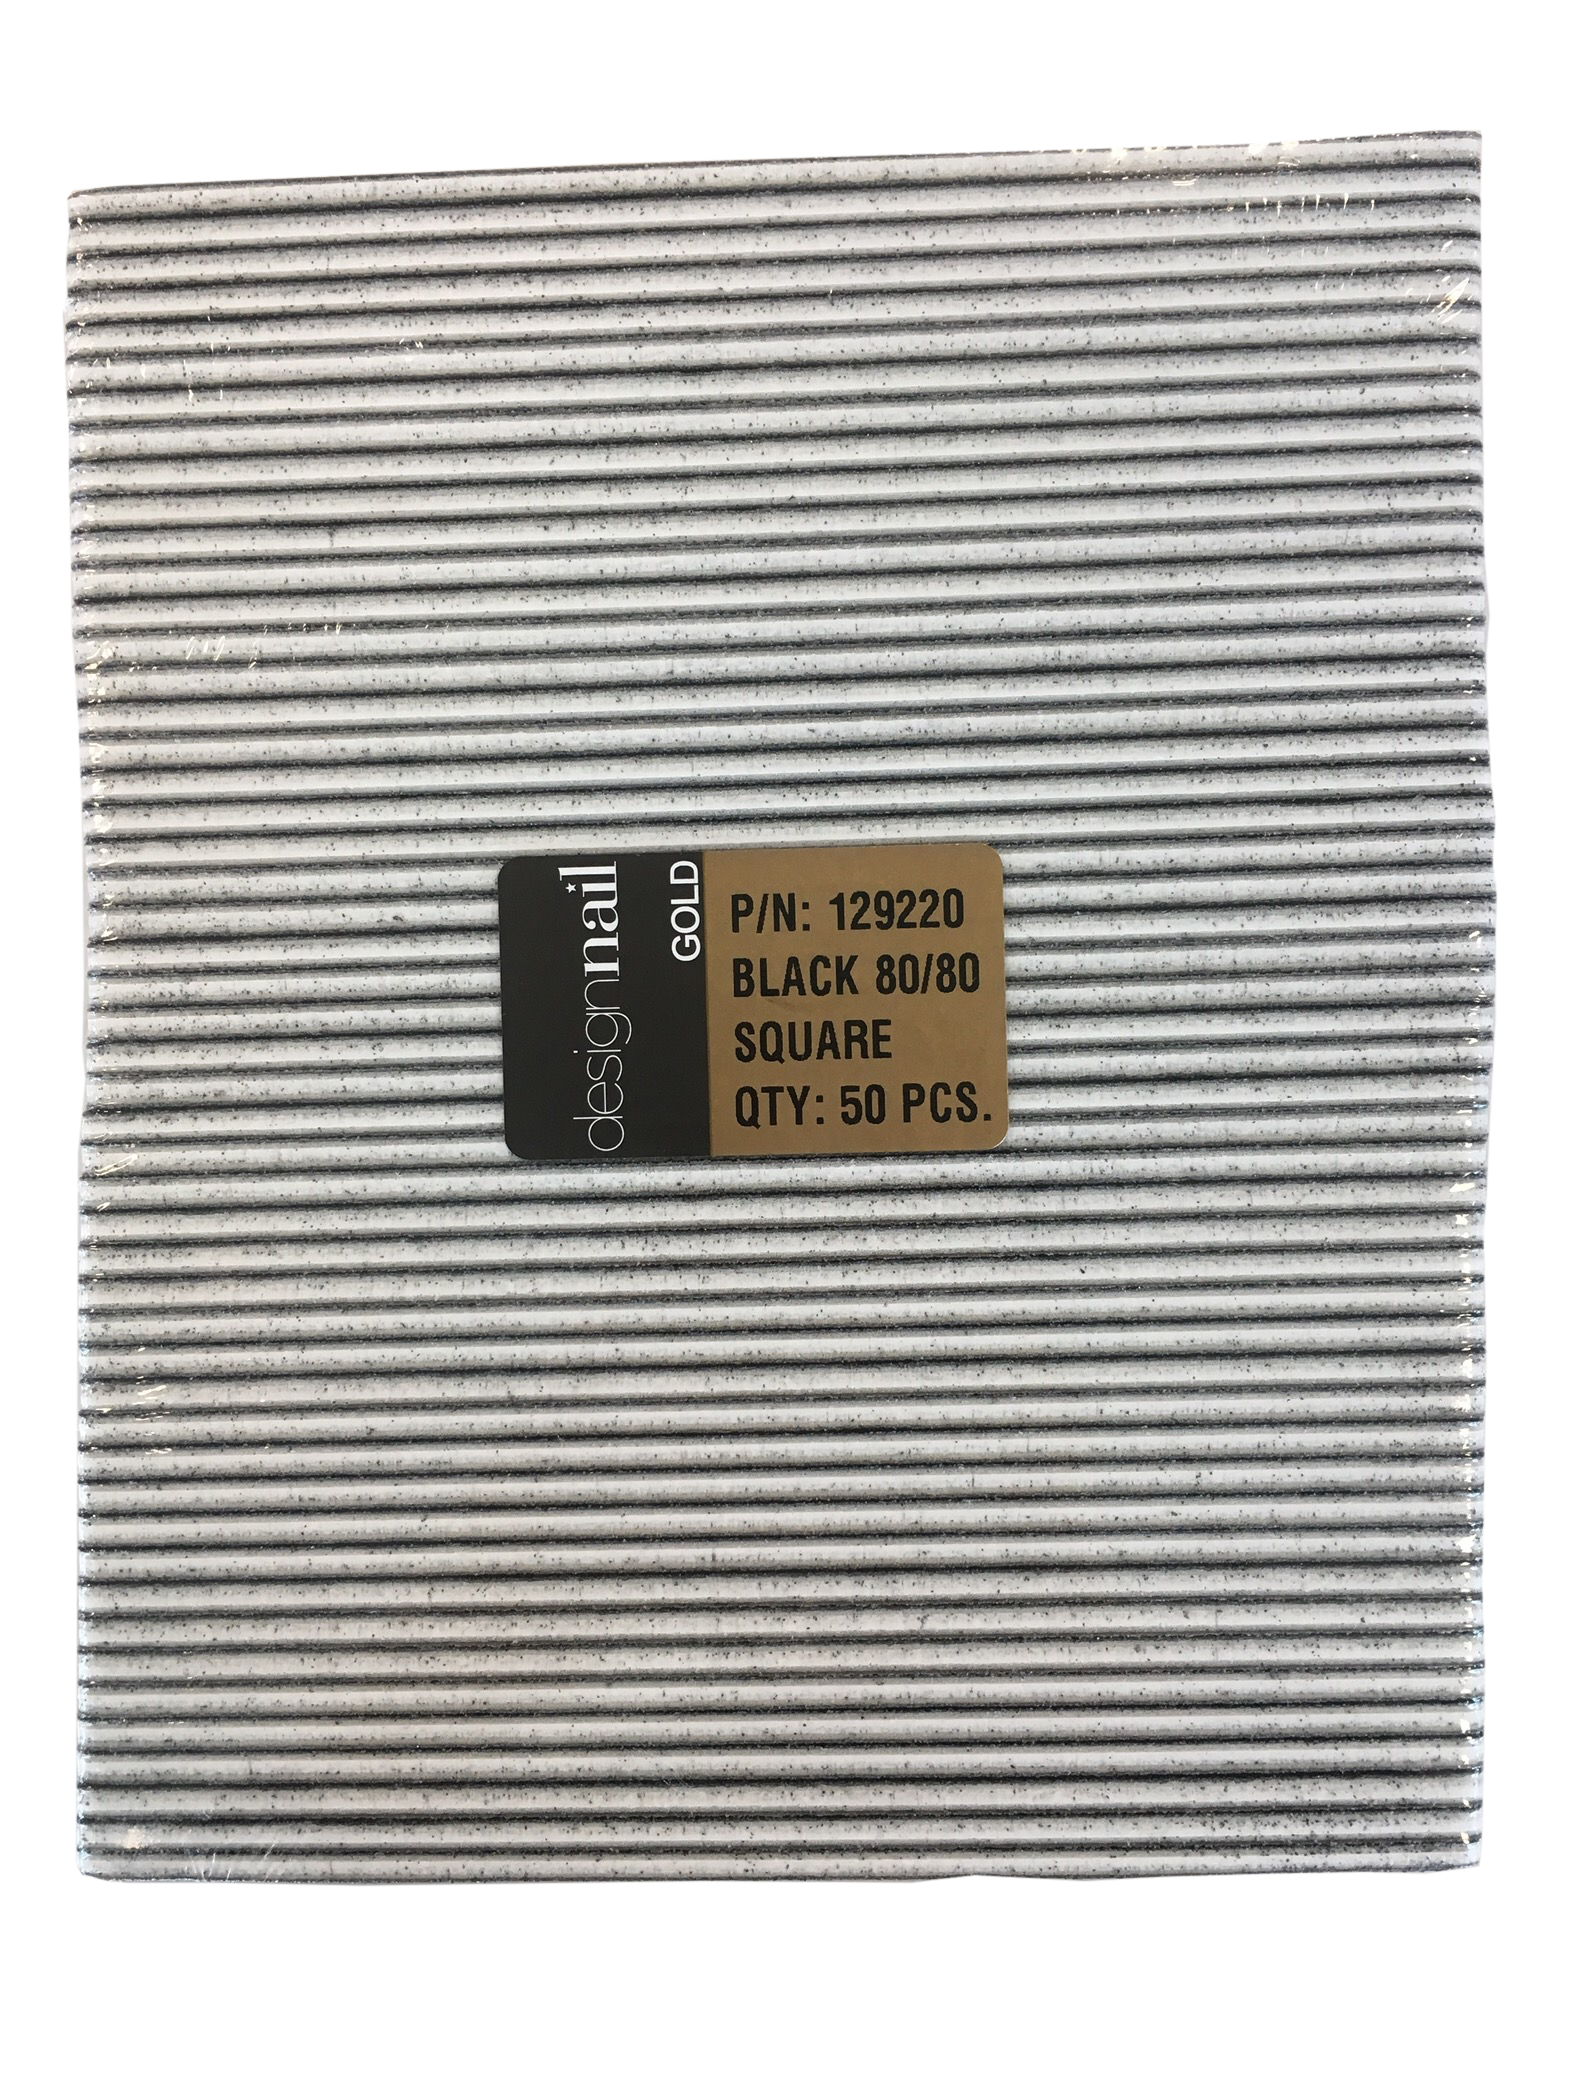 designnail
GOLD
P/N: 129220
BLACK 80/80
SQUARE
QTY: 50 PCS.